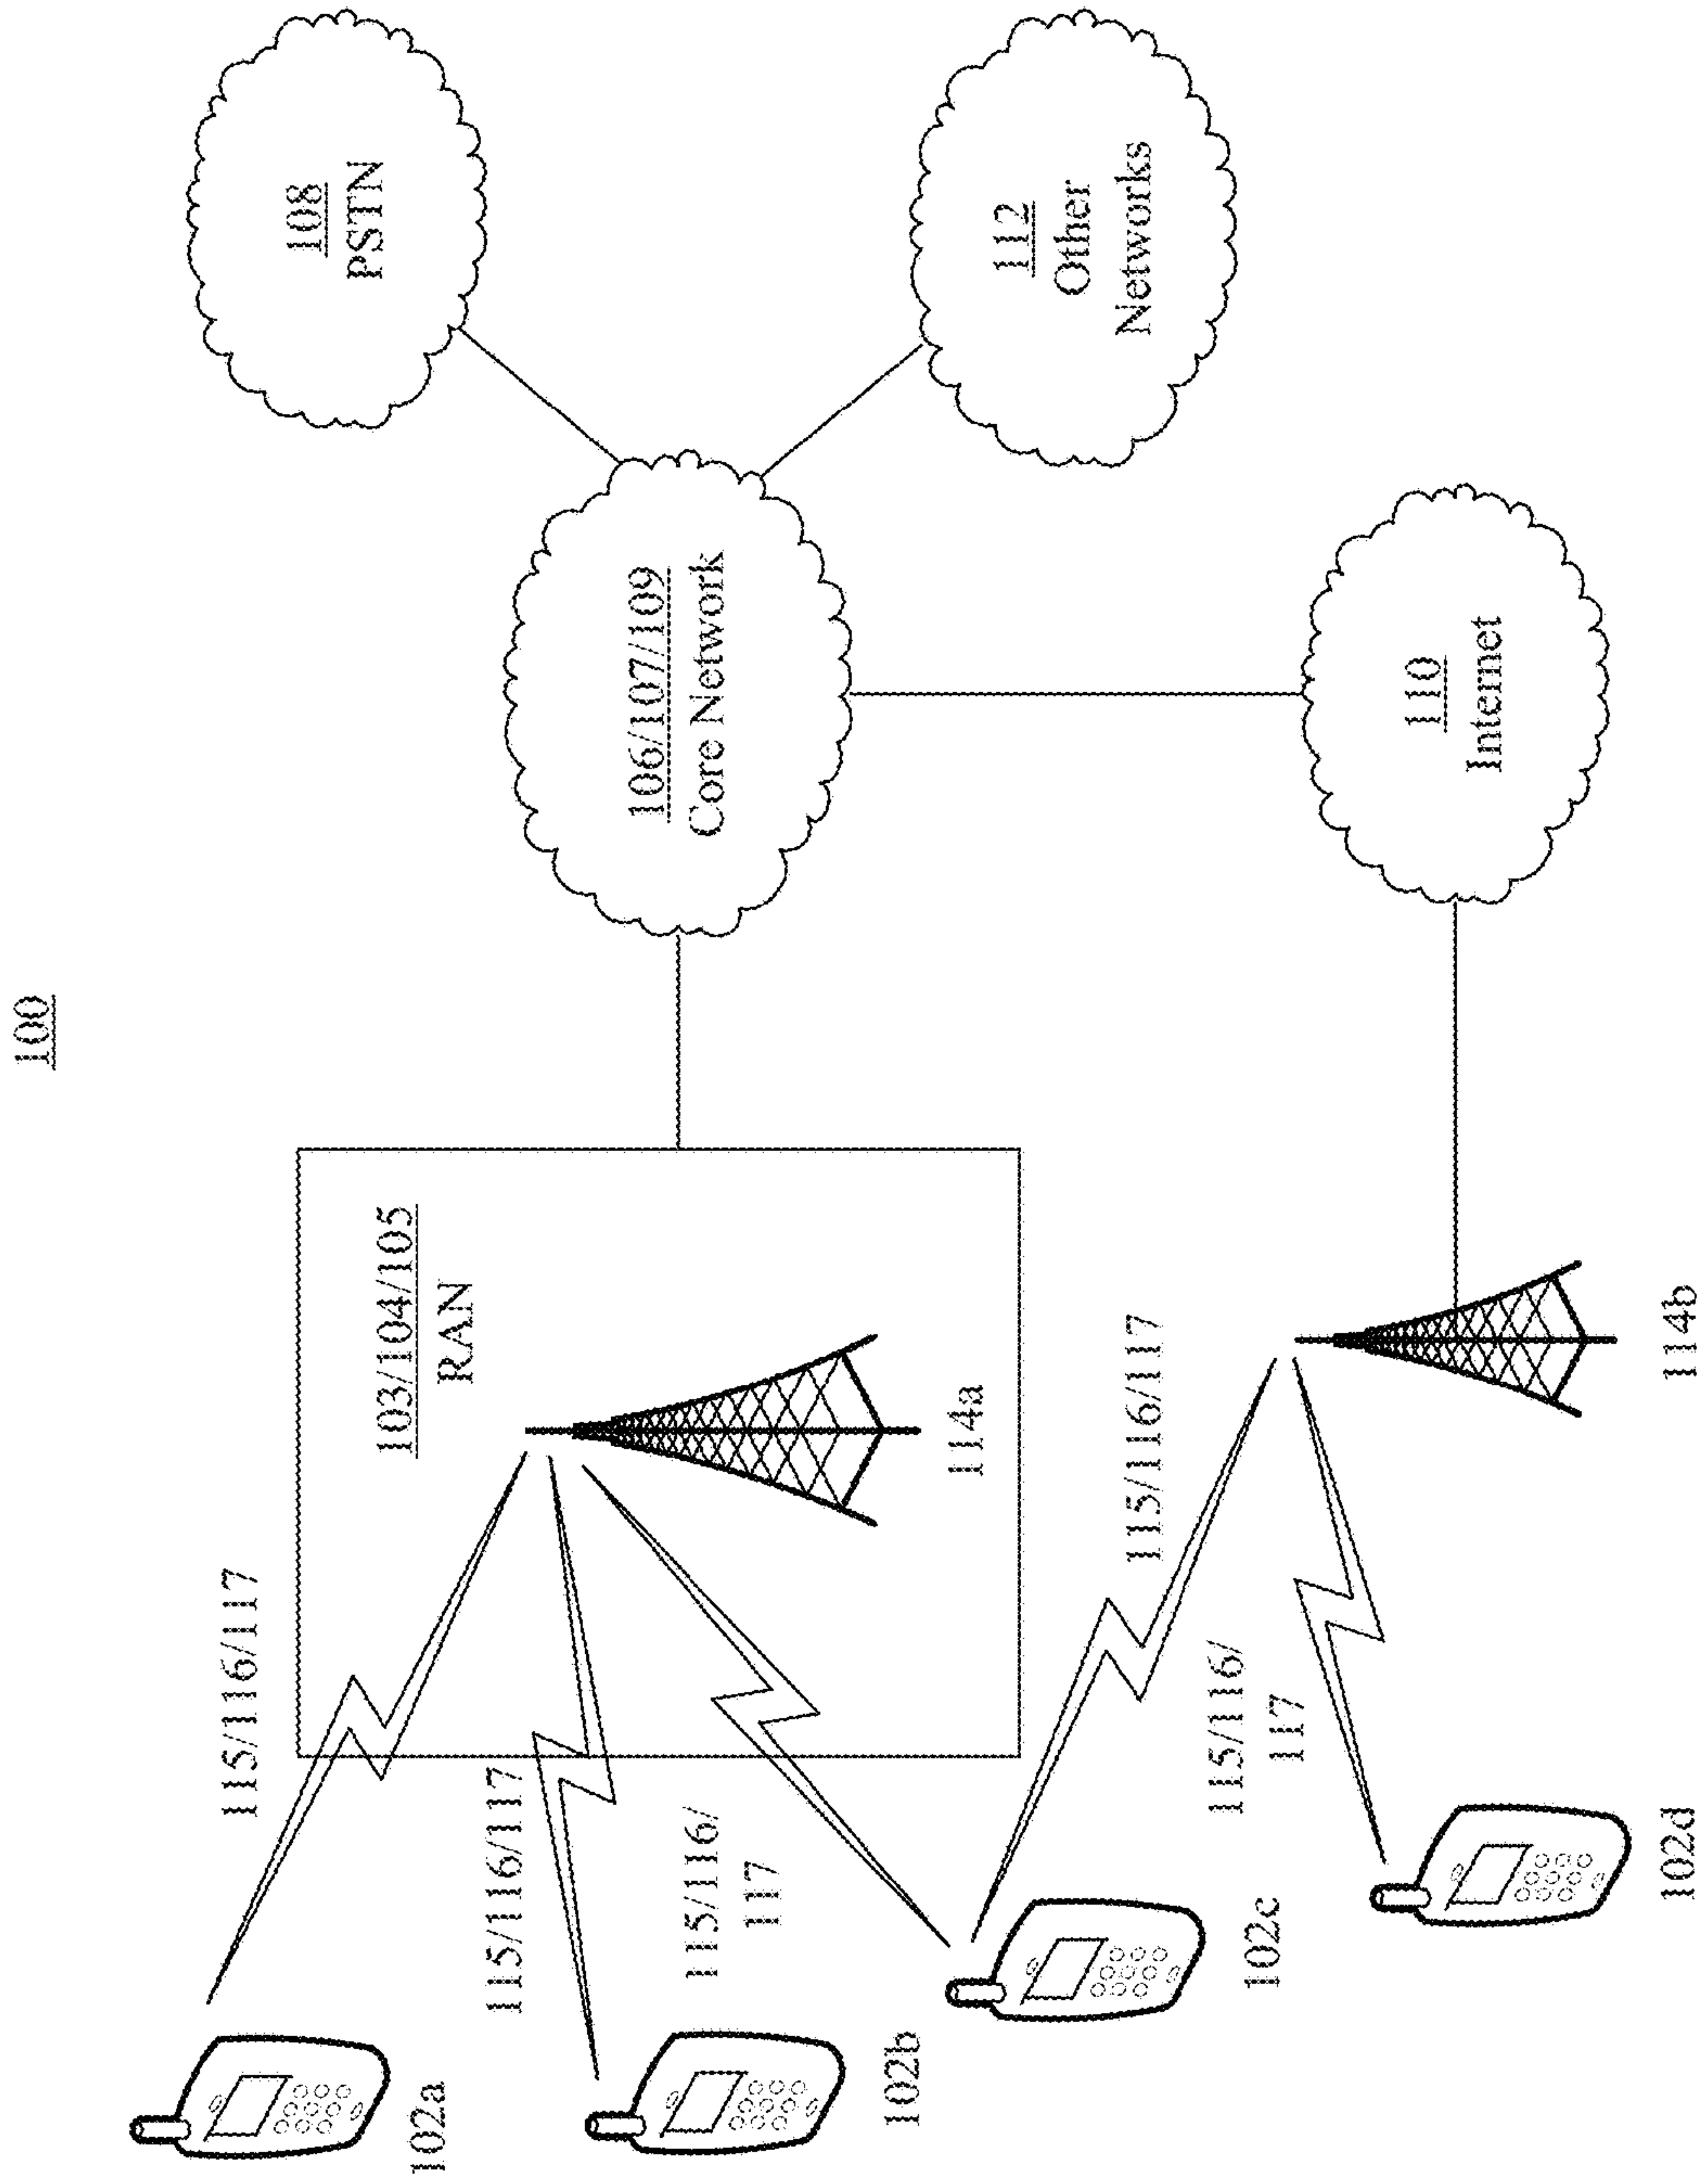 100
108
PSTN
106/107/109
Core Network
112
Other
Networks
110
Internet
103/104/105
RAN
114a
114b
115/116/117
115/116/117
115/116/
117
115/116/117
115/116/
117
102a
102b
102c
102d